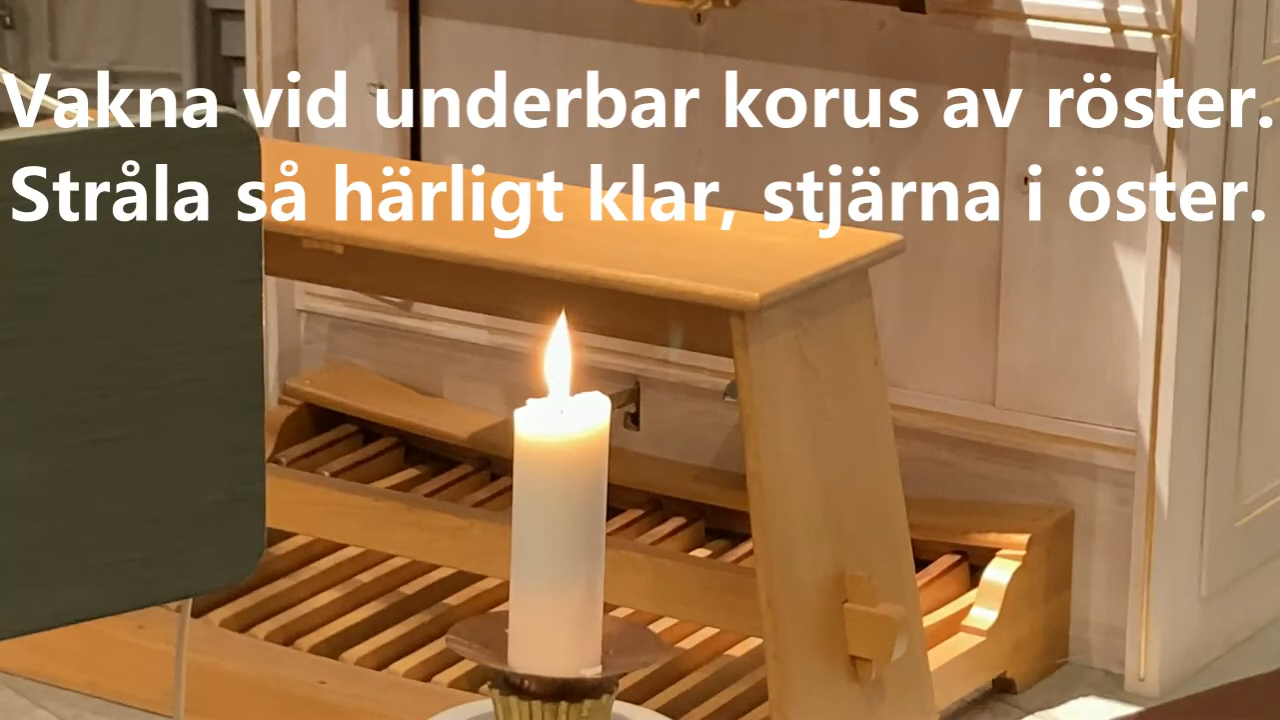 Vakna vid underbar korus av röster.
Stråla så härligt klar, stjärna i öster.